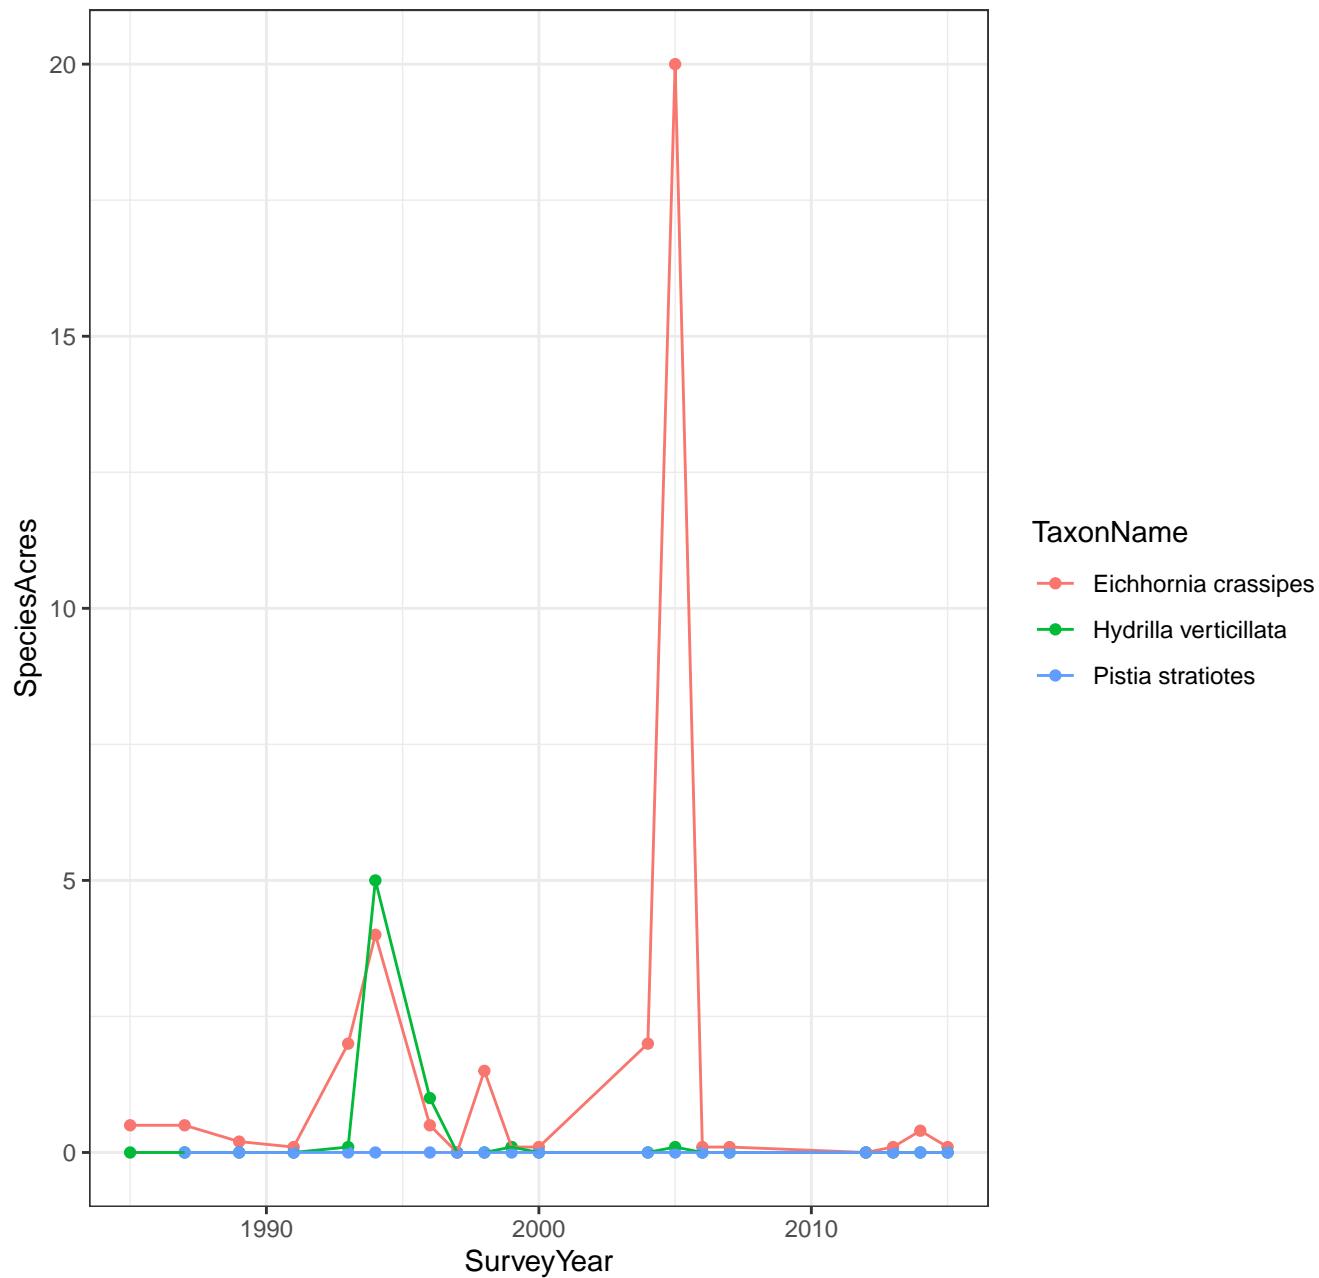 20
15
10
5
0
SpeciesAcres
1990
2000
2010
SurveyYear
TaxonName
Eichhornia crassipes
Hydrilla verticillata
Pistia stratiotes